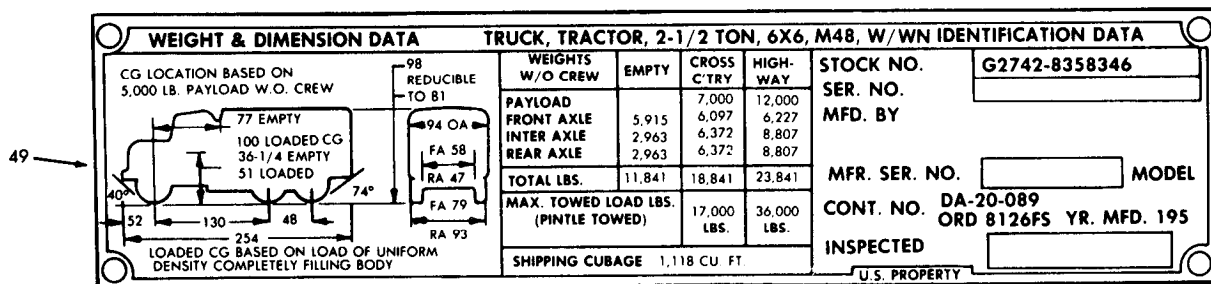 49
WEIGHT & DIMENSION DATA
TRUCK, TRACTOR, 2-1/2 TON, 6X6, M48, W/WN IDENTIFICATION DATA
CG LOCATION BASED ON
5,000 LB. PAYLOAD W.O. CREW
98
REDUCIBLE
TO 81
77 EMPTY
100 LOADED CG
36-1/4 EMPTY
51 LOADED
40°
74°
52
130
48
254
94 OA
FA 58
RA 47
FA 79
RA 93
LOADED CG BASED ON LOAD OF UNIFORM
DENSITY COMPLETELY FILLING BODY
WEIGHTS W/O CREW EMPTY CROSS C'TRY HIGH-WAY
PAYLOAD 7,000 12,000
FRONT AXLE 5,915 6,097 6,227
INTER AXLE 2,963 6,372 8,807
REAR AXLE 2,963 6,372 8,807
TOTAL LBS. 11,841 18,841 23,841
MAX. TOWED LOAD LBS.
(PINTLE TOWED)
17,000 LBS.
36,000 LBS.
SHIPPING CUBAGE 1,118 CU. FT.
STOCK NO. G2742-8358346
SER. NO.
MFD. BY
MFR. SER. NO. MODEL
CONT. NO. DA-20-089
ORD 8126FS YR. MFD. 195
INSPECTED
U.S. PROPERTY